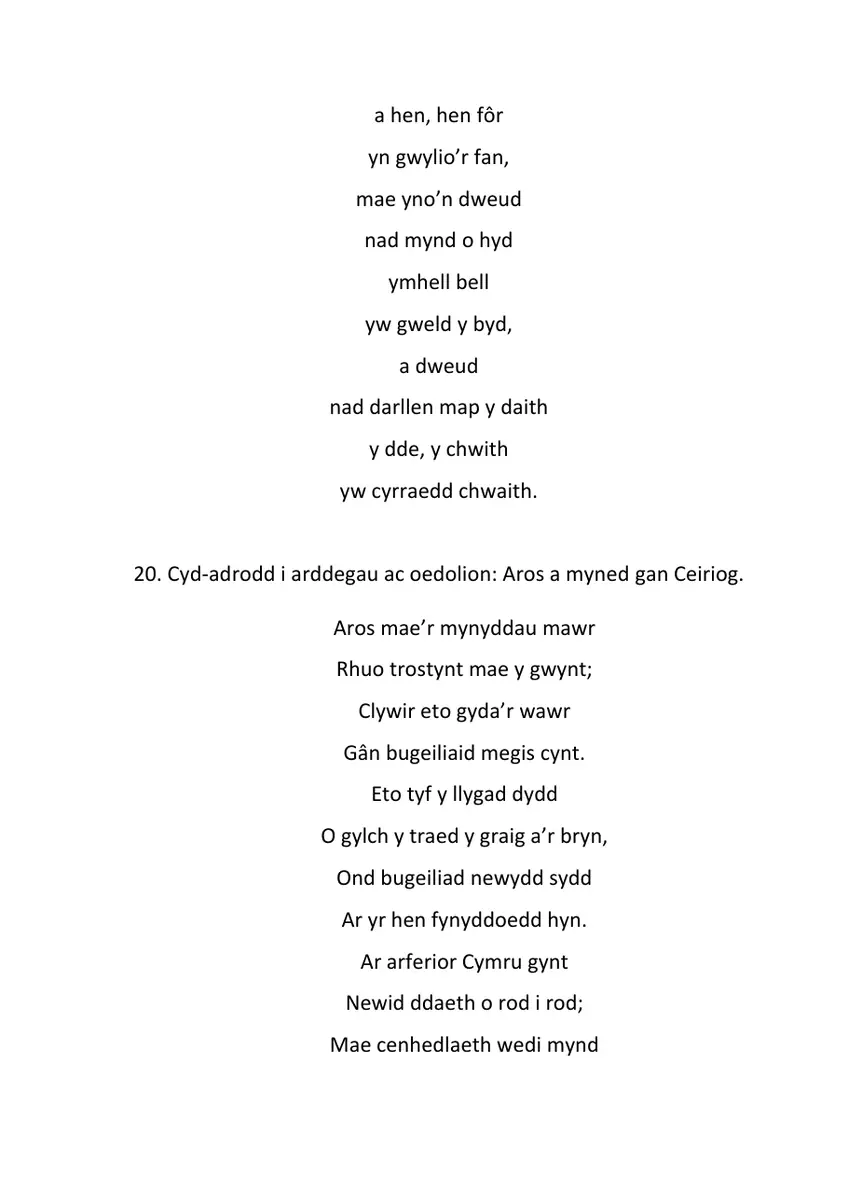 a hen, hen fôr
yn gwylio’r fan,
mae yno’n dweud
nad mynd o hyd
ymhell bell
yw gweld y byd,
a dweud
nad darllen map y daith
y dde, y chwith
yw cyrraedd chwaith.
20. Cyd-adrodd i arddegau ac oedolion: Aros a myned gan Ceiriog.
Aros mae’r mynyddau mawr
Rhuo trostynt mae y gwynt;
Clywir eto gyda’r wawr
Gân bugeiliaid megis cynt.
Eto tyf y llygad dydd
O gylch y traed y graig a’r bryn,
Ond bugeiliad newydd sydd
Ar yr hen fynyddoedd hyn.
Ar arferior Cymru gynt
Newid ddaeth o rod i rod;
Mae cenhedlaeth wedi mynd